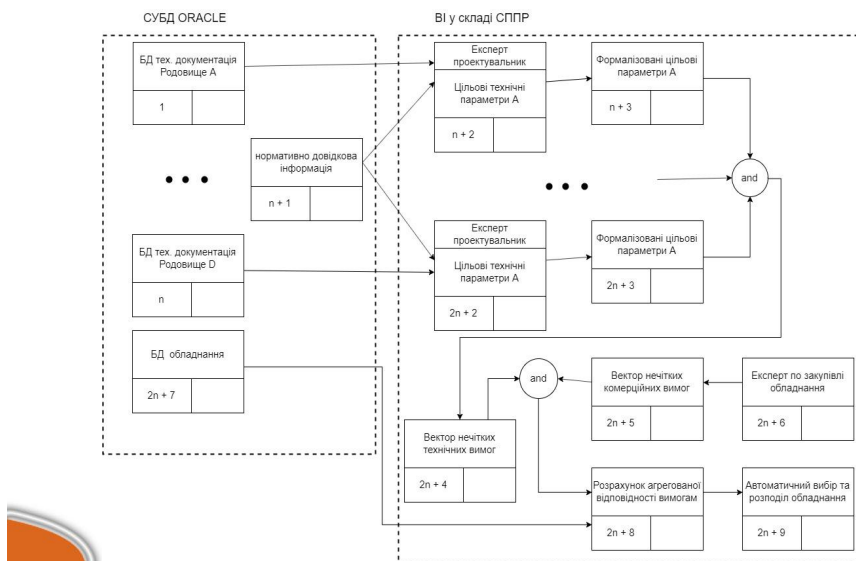 СУБД ORACLE
БД тех. документація
Родовище А
1
нормативно довідкова
інформація
n + 1
БД тех. документація
Родовище D
n
БД обладнання
2n + 7
BI у складі СППР
Експерт
проектувальник
Цільові технічні
параметри А
n + 2
Формалізовані цільові
параметри А
n + 3
and
Експерт
проектувальник
Цільові технічні
параметри А
2n + 2
Формалізовані цільові
параметри А
2n + 3
and
Вектор нечітких
комерційних вимог
2n + 5
Експерт по закупівлі
обладнання
2n + 6
Вектор нечітких
технічних вимог
2n + 4
Розрахунок агрегованої
відповідності вимогам
2n + 8
Автоматичний вибір та
розподіл обладнання
2n + 9